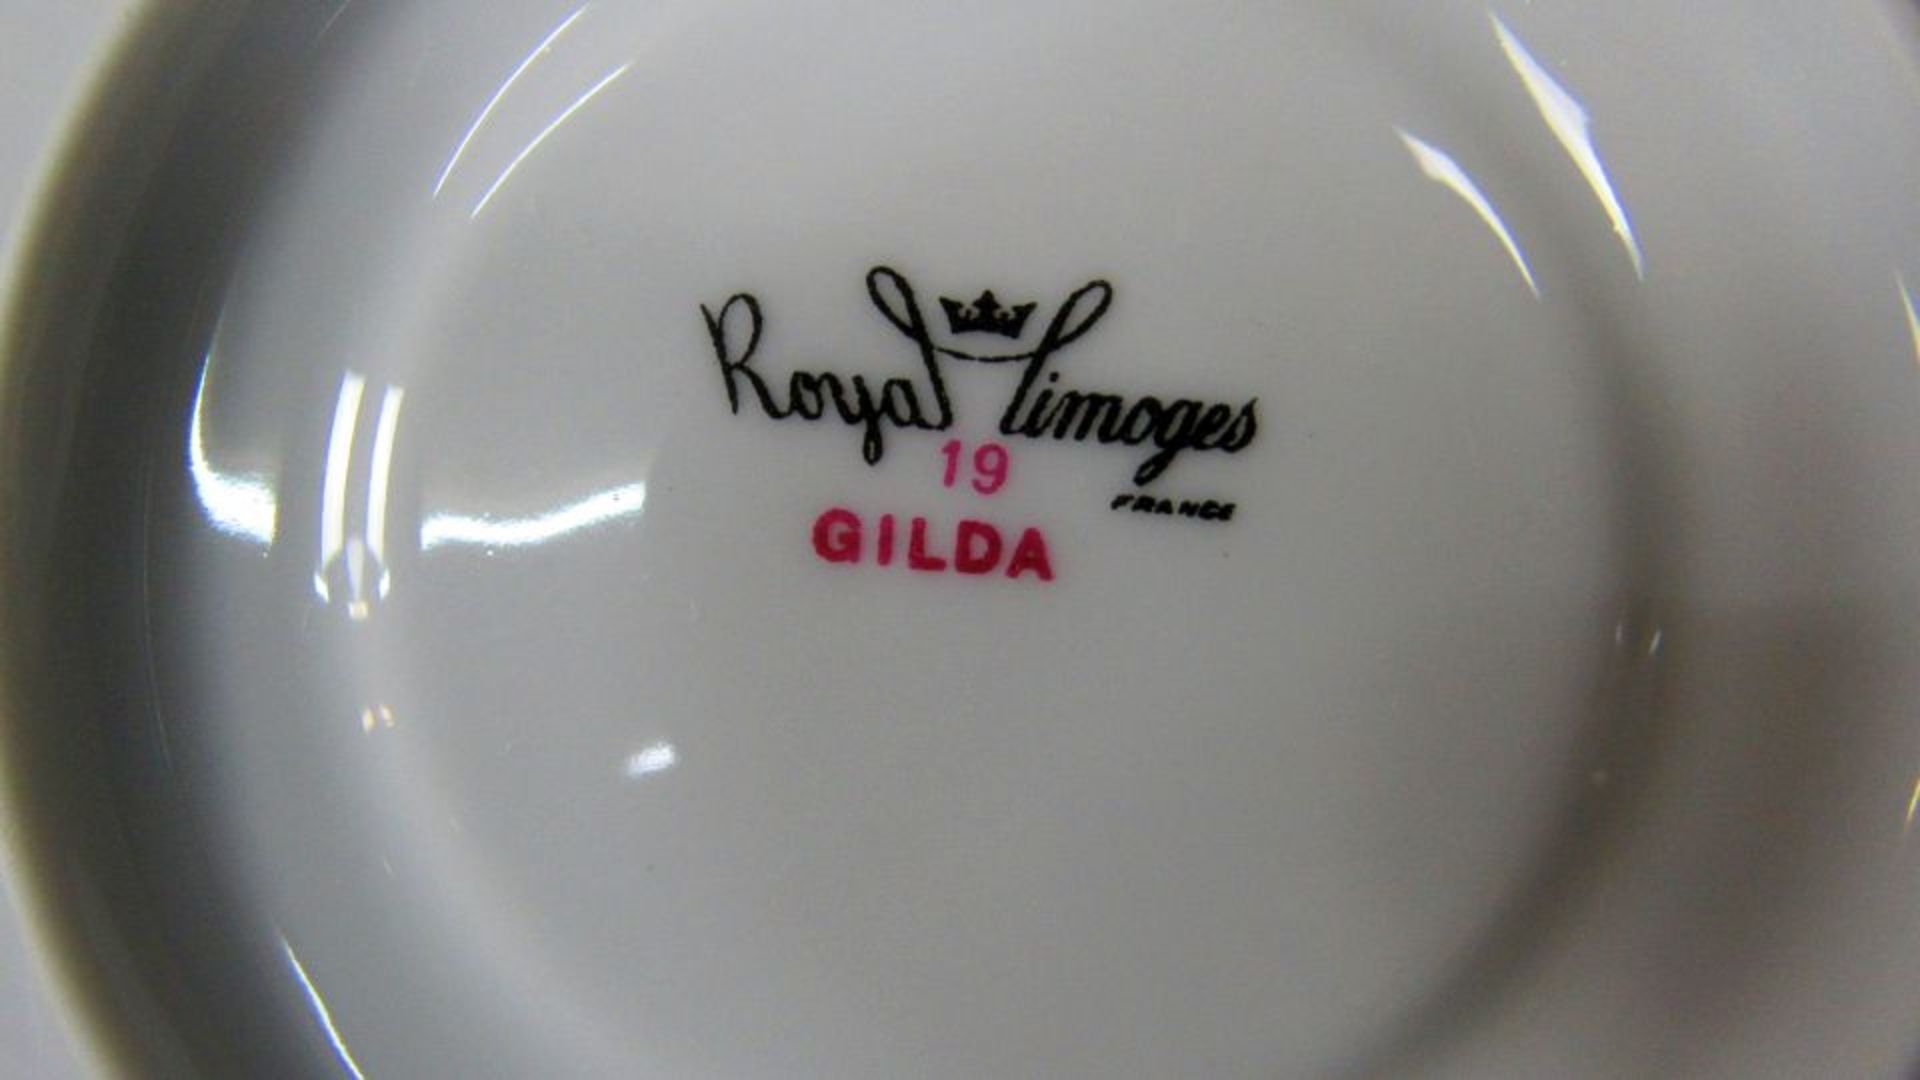 Royal Limoges
FRANCE
19
GILDA